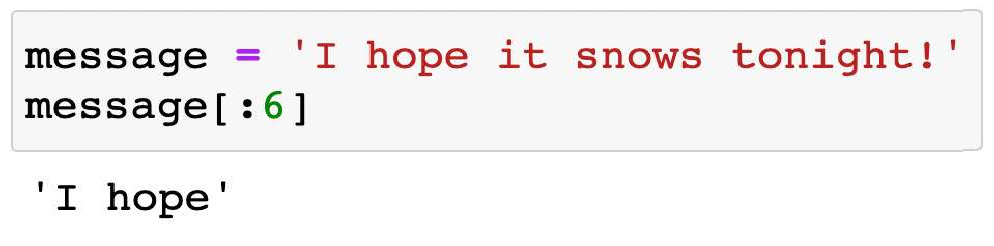 message = 'I hope it snows tonight!'
message[:6]
'I hope'